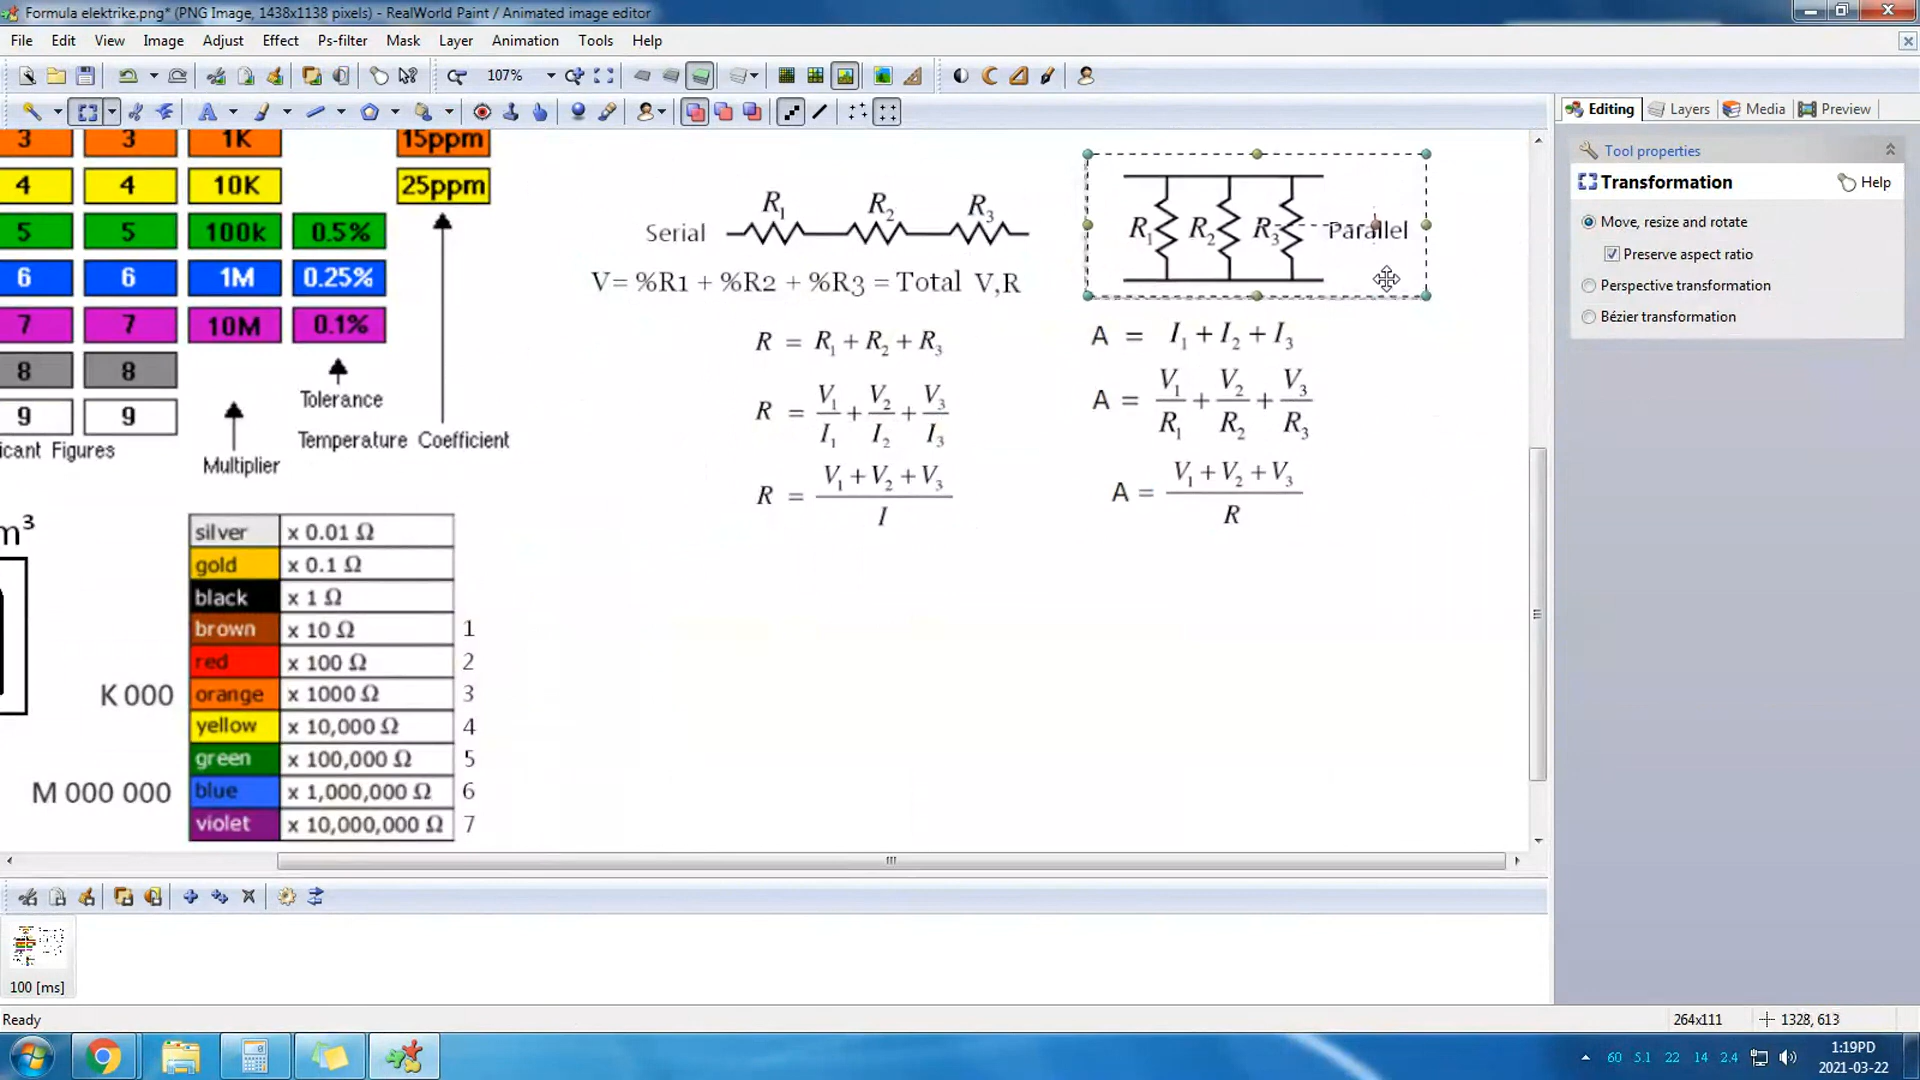 Formula elektrike.png* (PNG Image, 1438x1138 pixels) - RealWorld Paint / Animated image editor
File Edit View Image Adjust Effect Ps-filter Mask Layer Animation Tools Help
107%
Editing Layers Media Preview
Tool properties
Transformation Help
Move, resize and rotate
Preserve aspect ratio
Perspective transformation
Bézier transformation
3 3 1K 15ppm
4 4 10K 25ppm
5 5 100k 0.5%
6 6 1M 0.25%
7 7 10M 0.1%
8 8
9 9
Tolerance
Temperature Coefficient
icant Figures
Multiplier
Serial R1 R2 R3
V= %R1 + %R2 + %R3 = Total V,R
R = R1 + R2 + R3
R = V1/I1 + V2/I2 + V3/I3
R = (V1 + V2 + V3)/I
R1 R2 R3 Parallel
A = I1 + I2 + I3
A = V1/R1 + V2/R2 + V3/R3
A = (V1 + V2 + V3)/R
m³
silver x 0.01 Ω
gold x 0.1 Ω
black x 1 Ω
brown x 10 Ω 1
red x 100 Ω 2
K 000 orange x 1000 Ω 3
yellow x 10,000 Ω 4
green x 100,000 Ω 5
M 000 000 blue x 1,000,000 Ω 6
violet x 10,000,000 Ω 7
100 [ms]
Ready
264x111
1328, 613
60 5.1 22 14 2.4
1:19PD
2021-03-22